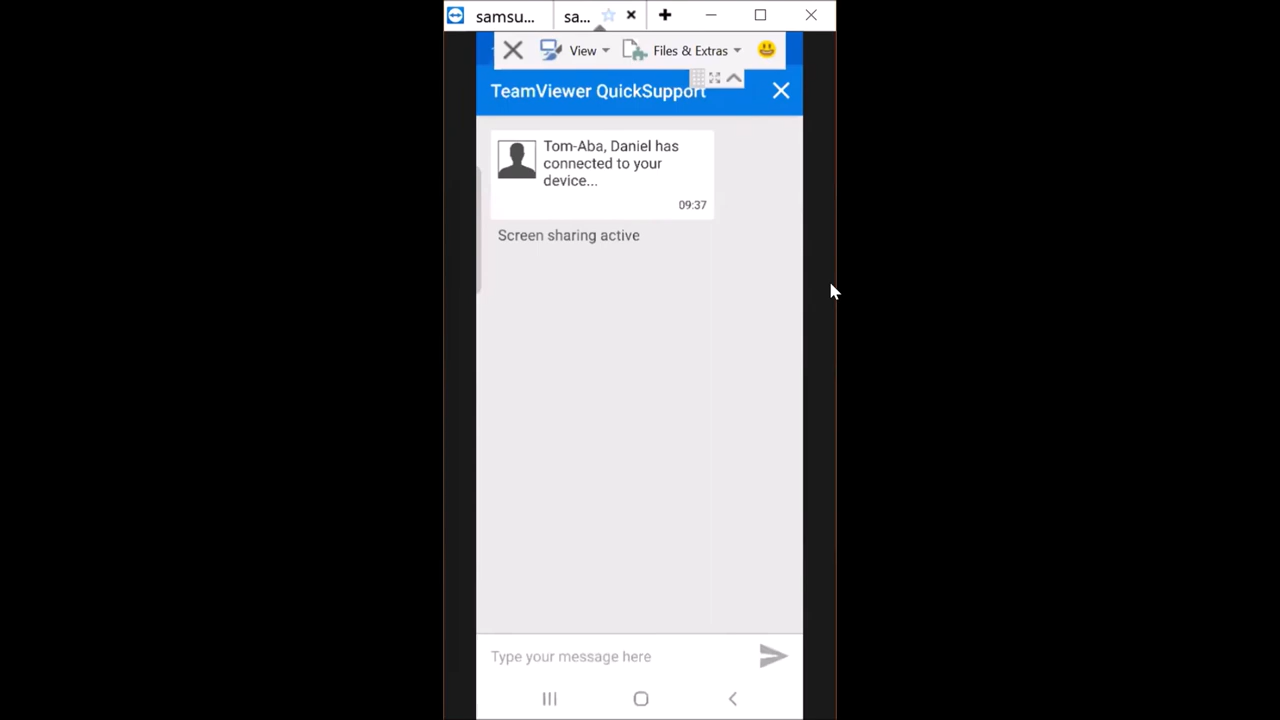 samsu...
sa...
View
Files & Extras
TeamViewer QuickSupport
Tom-Aba, Daniel has
connected to your
device...
09:37
Screen sharing active
Type your message here